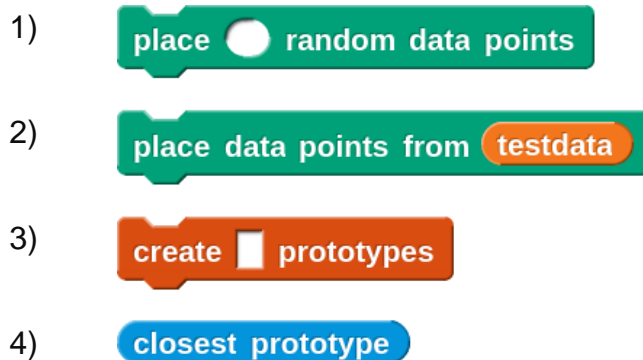 1) place random data points
2) place data points from testdata
3) create prototypes
4) closest prototype